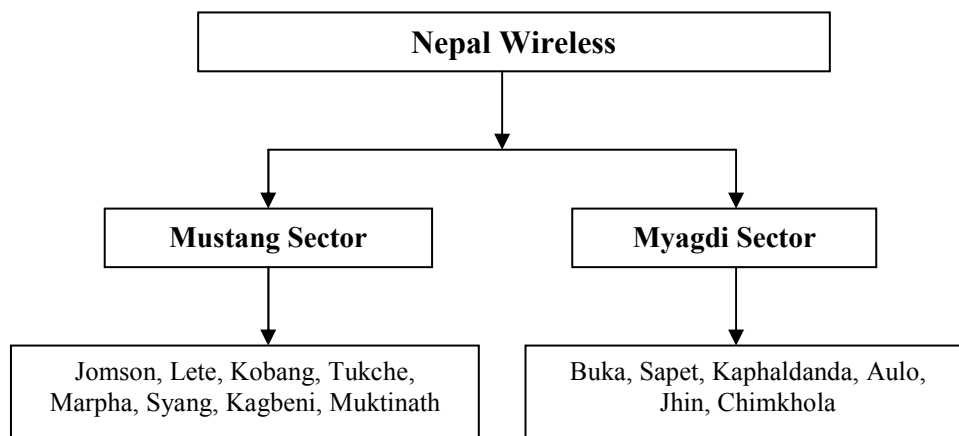 Nepal Wireless
Mustang Sector
Myagdi Sector
Jomson, Lete, Kobang, Tukche,
Marpha, Syang, Kagbeni, Muktinath
Buka, Sapet, Kaphaldanda, Aulo,
Jhin, Chimkhola